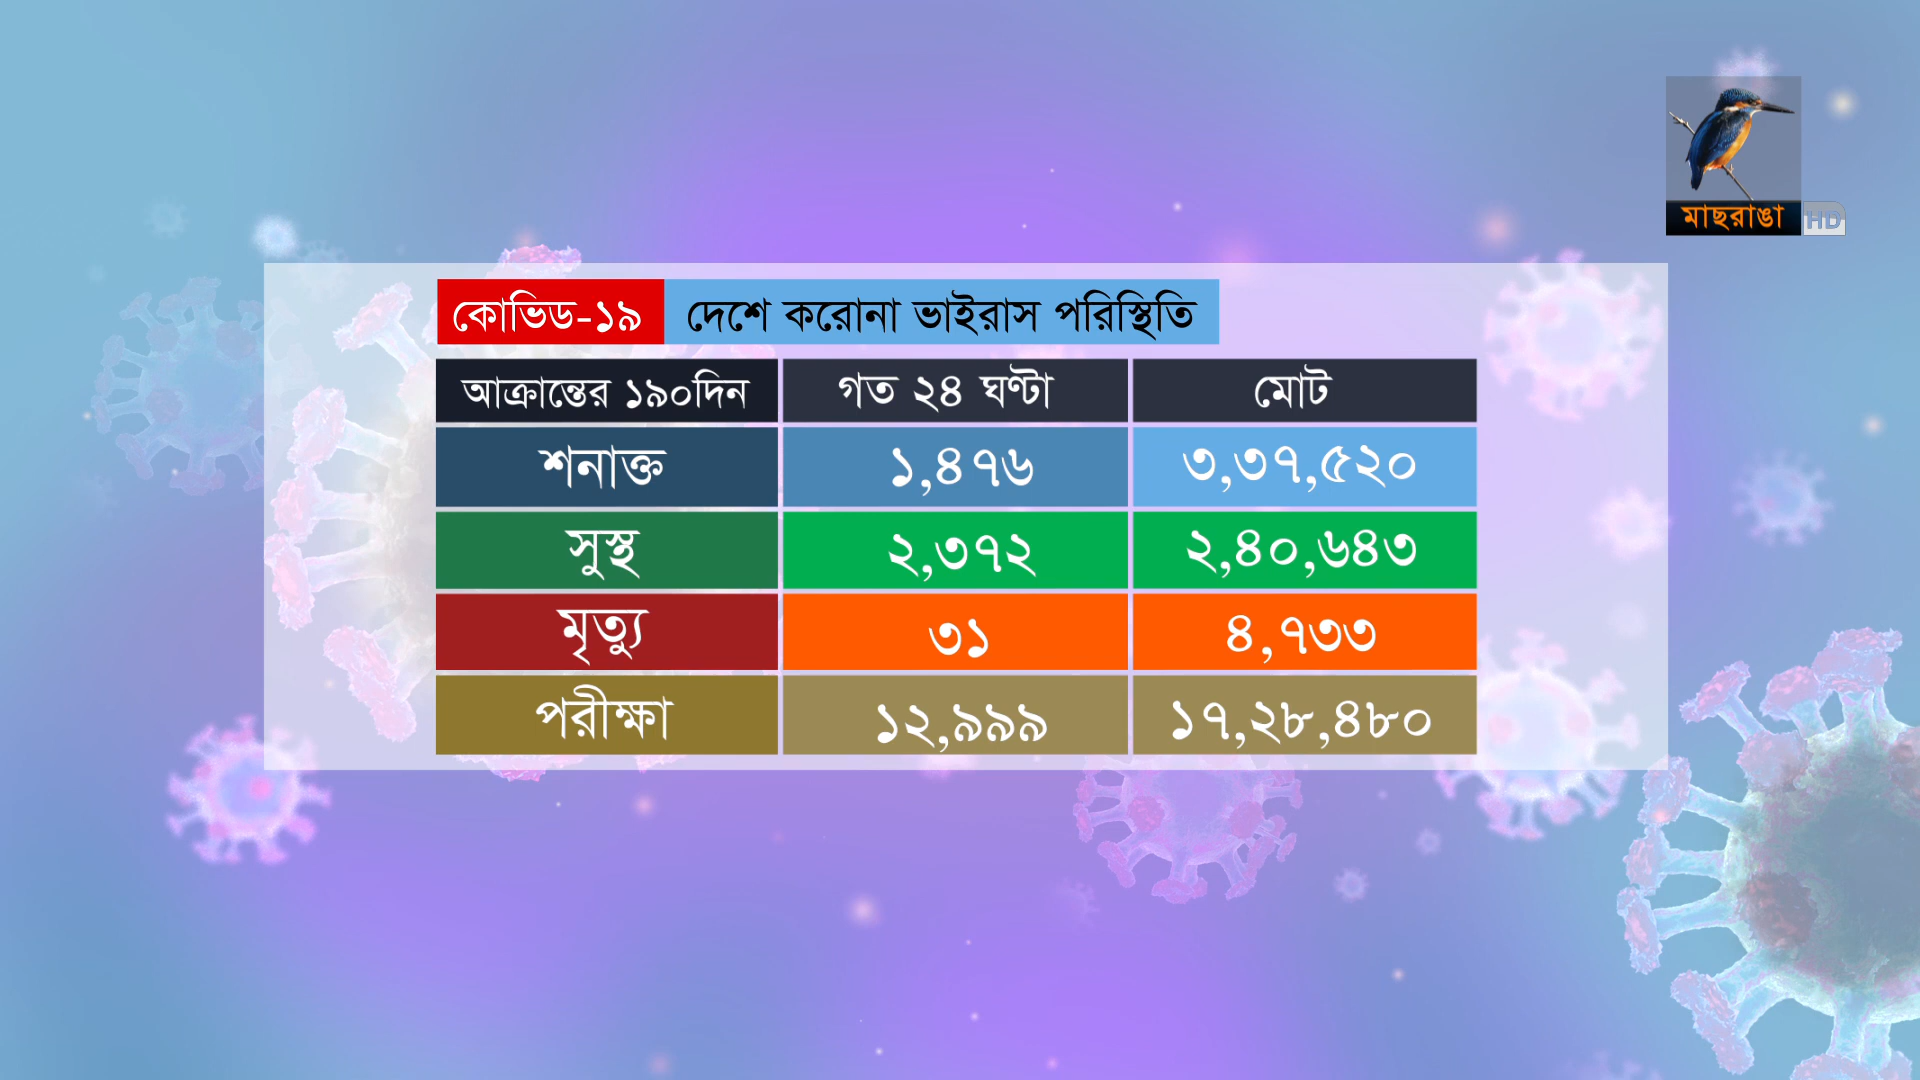 মাছরাঙা HD
কোভিড-১৯ দেশে করোনা ভাইরাস পরিস্থিতি
আক্রান্তের ১৯০দিন গত ২৪ ঘণ্টা মোট
শনাক্ত ১,৪৭৬ ৩,৩৭,৫২০
সুস্থ ২,৩৭২ ২,৪০,৬৪৩
মৃত্যু ৩১ ৪,৭৩৩
পরীক্ষা ১২,৯৯৯ ১৭,২৮,৪৮০